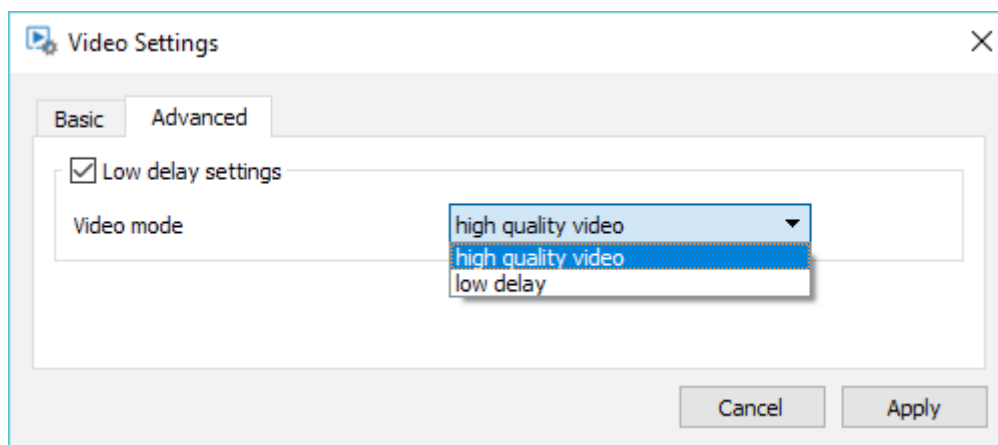 Video Settings
Basic Advanced
Low delay settings
Video mode high quality video
high quality video
low delay
Cancel Apply